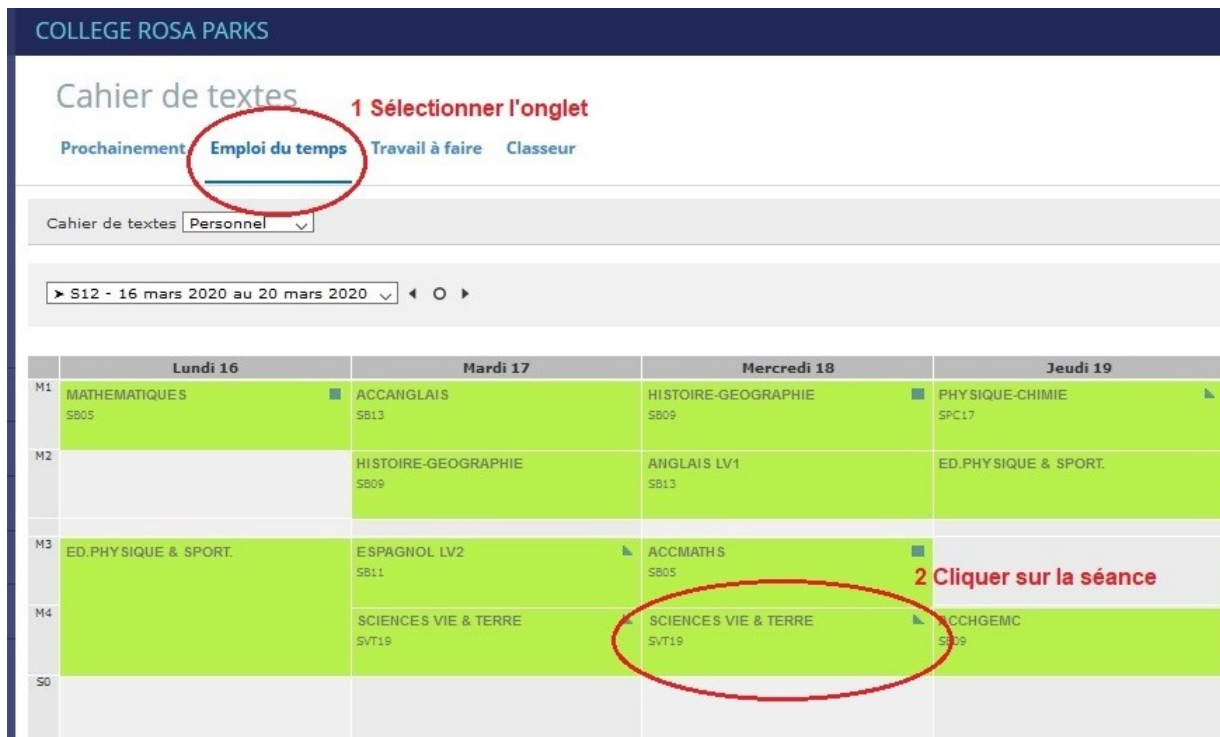 COLLEGE ROSA PARKS
Cahier de textes
1 Sélectionner l'onglet
Prochainement Emploi du temps Travail à faire Classeur
Cahier de textes Personnel
➤ S12 - 16 mars 2020 au 20 mars 2020
Lundi 16 Mardi 17 Mercredi 18 Jeudi 19
M1 MATHEMATIQUES ACCANGLAIS HISTOIRE-GEOGRAPHIE PHYSIQUE-CHIMIE
SB05 SB13 SB09 SPC17
M2 HISTOIRE-GEOGRAPHIE ANGLAIS LV1 ED.PHYSIQUE & SPORT.
SB09 SB13
M3 ED.PHYSIQUE & SPORT. ESPAGNOL LV2 ACCMATHS
SB11 SB05
2 Cliquer sur la séance
M4 SCIENCES VIE & TERRE SCIENCES VIE & TERRE ACCHGEMC
SVT19 SVT19 SB09
S0